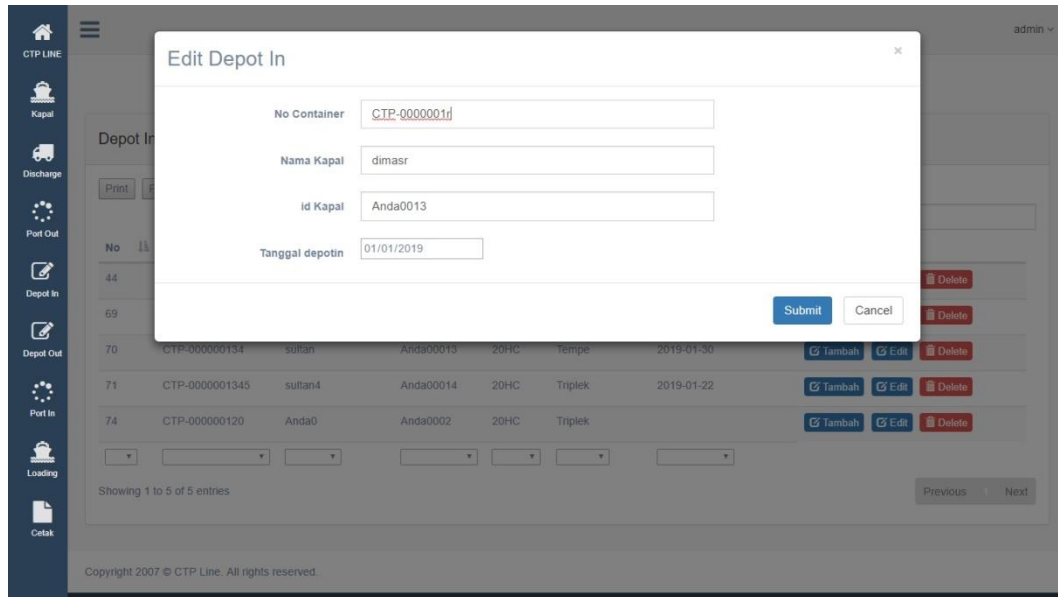 CTP LINE
admin
Edit Depot In
×
Kapal
No Container CTP-0000001r
Depot In
Nama Kapal dimasr
Discharge
Print
id Kapal Anda0013
Port Out
No
Tanggal depotin 01/01/2019
44 Delete
Depot In
Submit Cancel
69 Delete
70 CTP-000000134 sultan Anda00013 20HC Tempe 2019-01-30 Tambah Edit Delete
Depot Out
71 CTP-0000001345 sultan4 Anda00014 20HC Triplek 2019-01-22 Tambah Edit Delete
Port In
74 CTP-000000120 Anda0 Anda0002 20HC Triplek Tambah Edit Delete
Loading
Showing 1 to 5 of 5 entries
Previous 1 Next
Cetak
Copyright 2007 © CTP Line. All rights reserved.